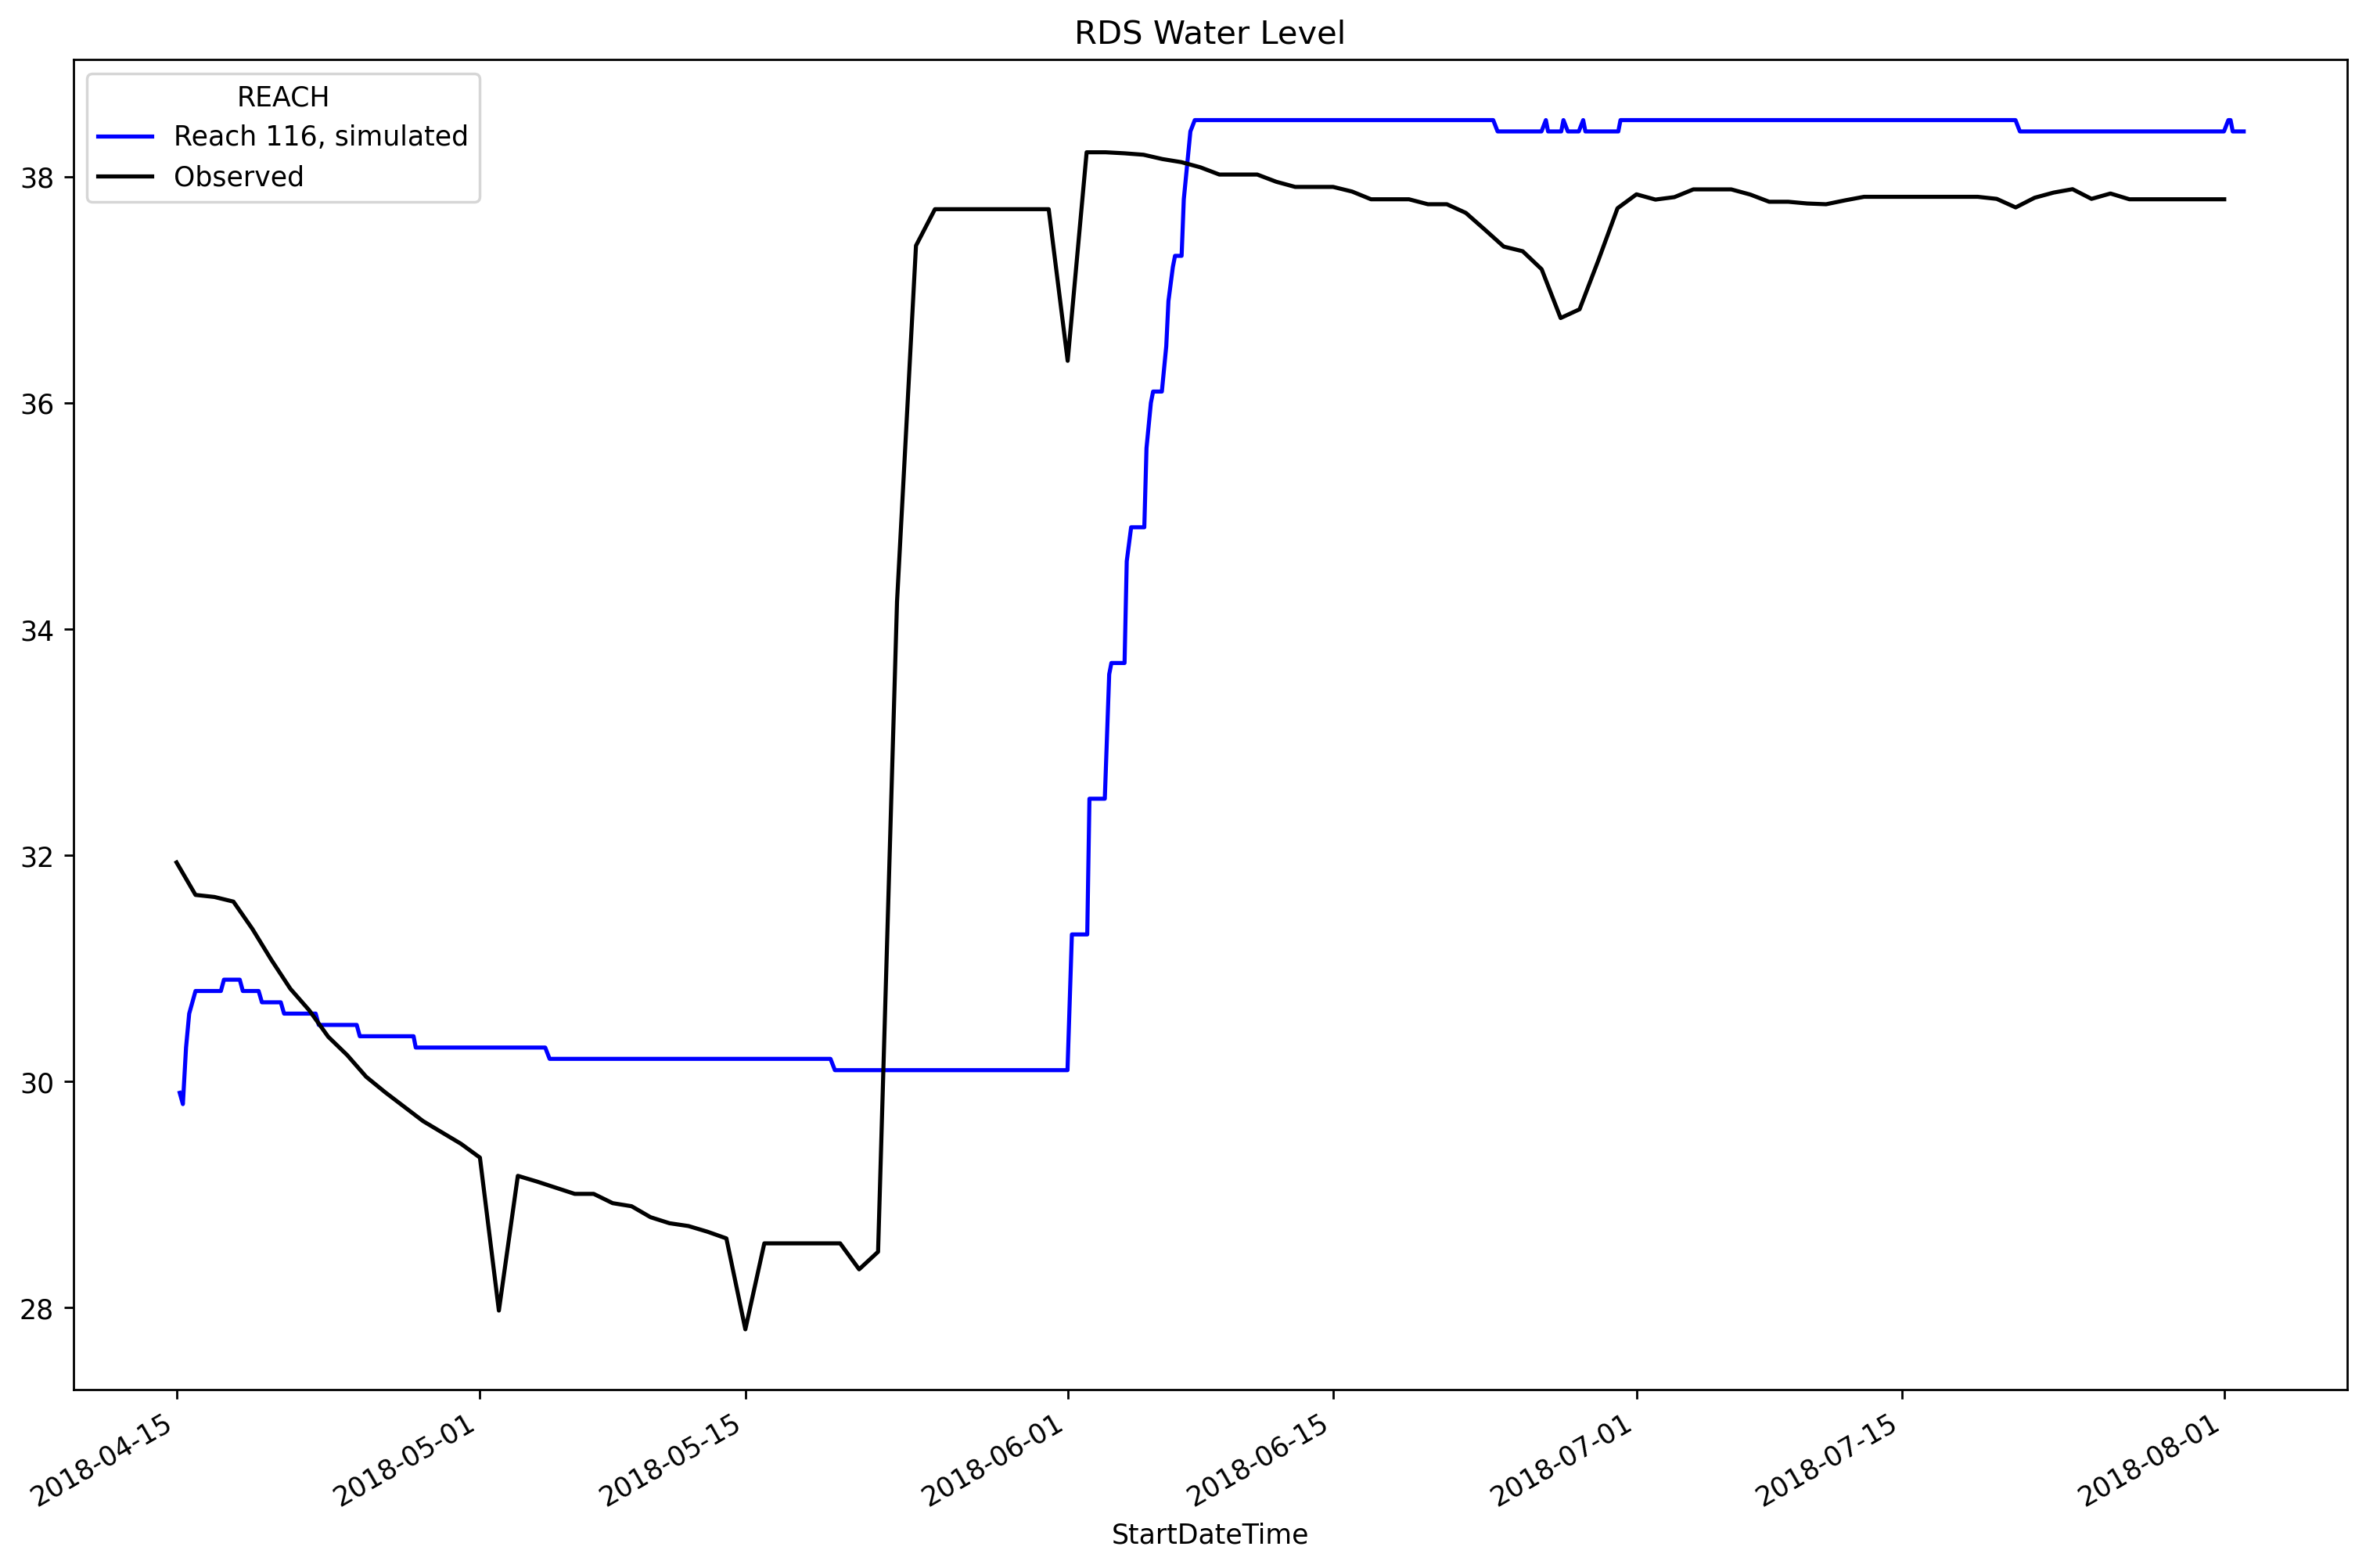 RDS Water Level
REACH
Reach 116, simulated
Observed
38
36
34
32
30
28
2018-04-15
2018-05-01
2018-05-15
2018-06-01
2018-06-15
2018-07-01
2018-07-15
2018-08-01
StartDateTime